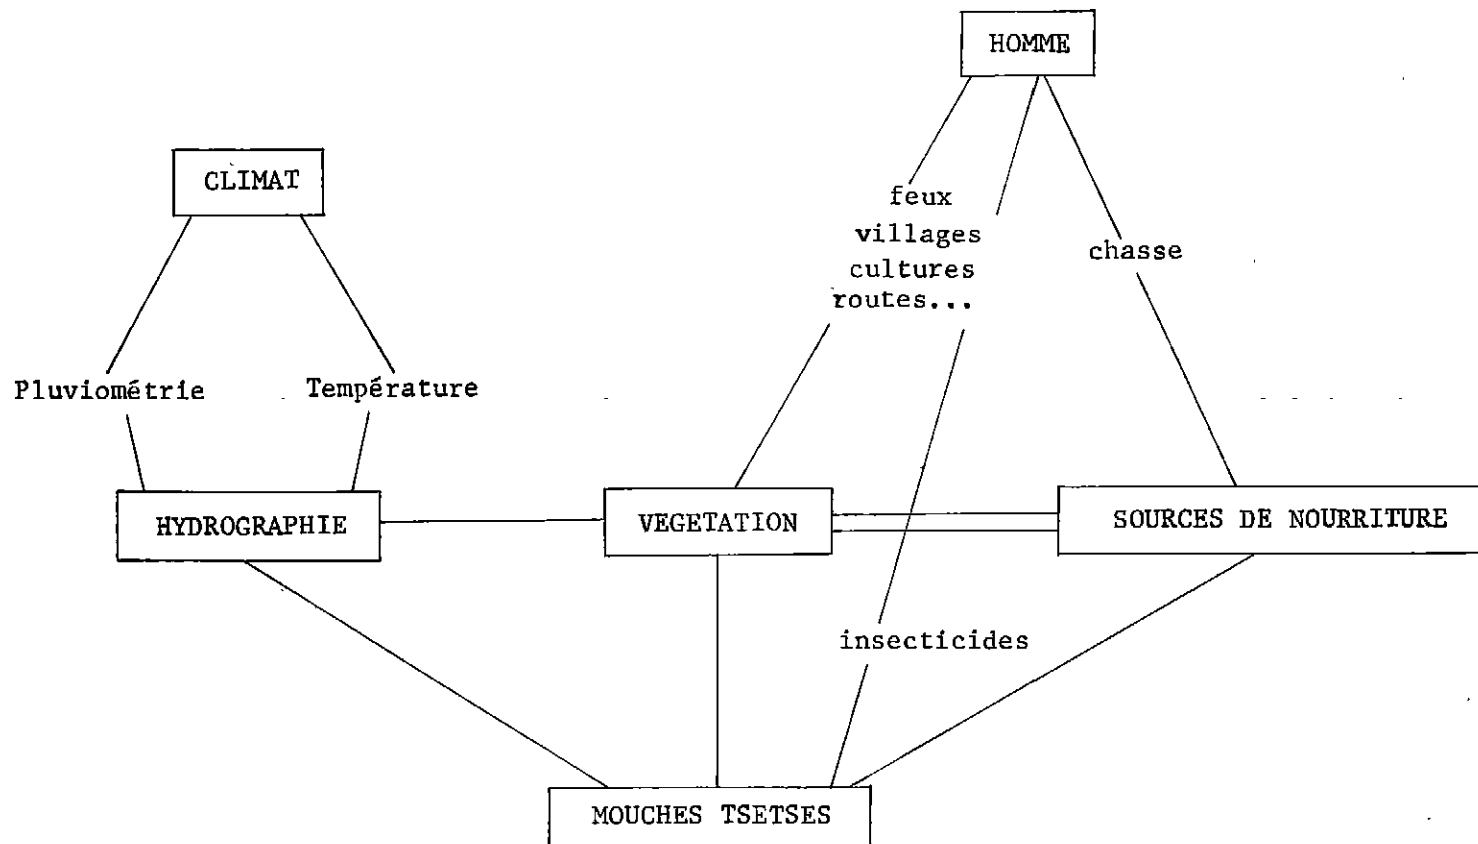 HOMME
CLIMAT
feux
villages
cultures
routes...
chasse
Pluviométrie
Température
HYDROGRAPHIE
VEGETATION
SOURCES DE NOURRITURE
insecticides
MOUCHES TSETSES